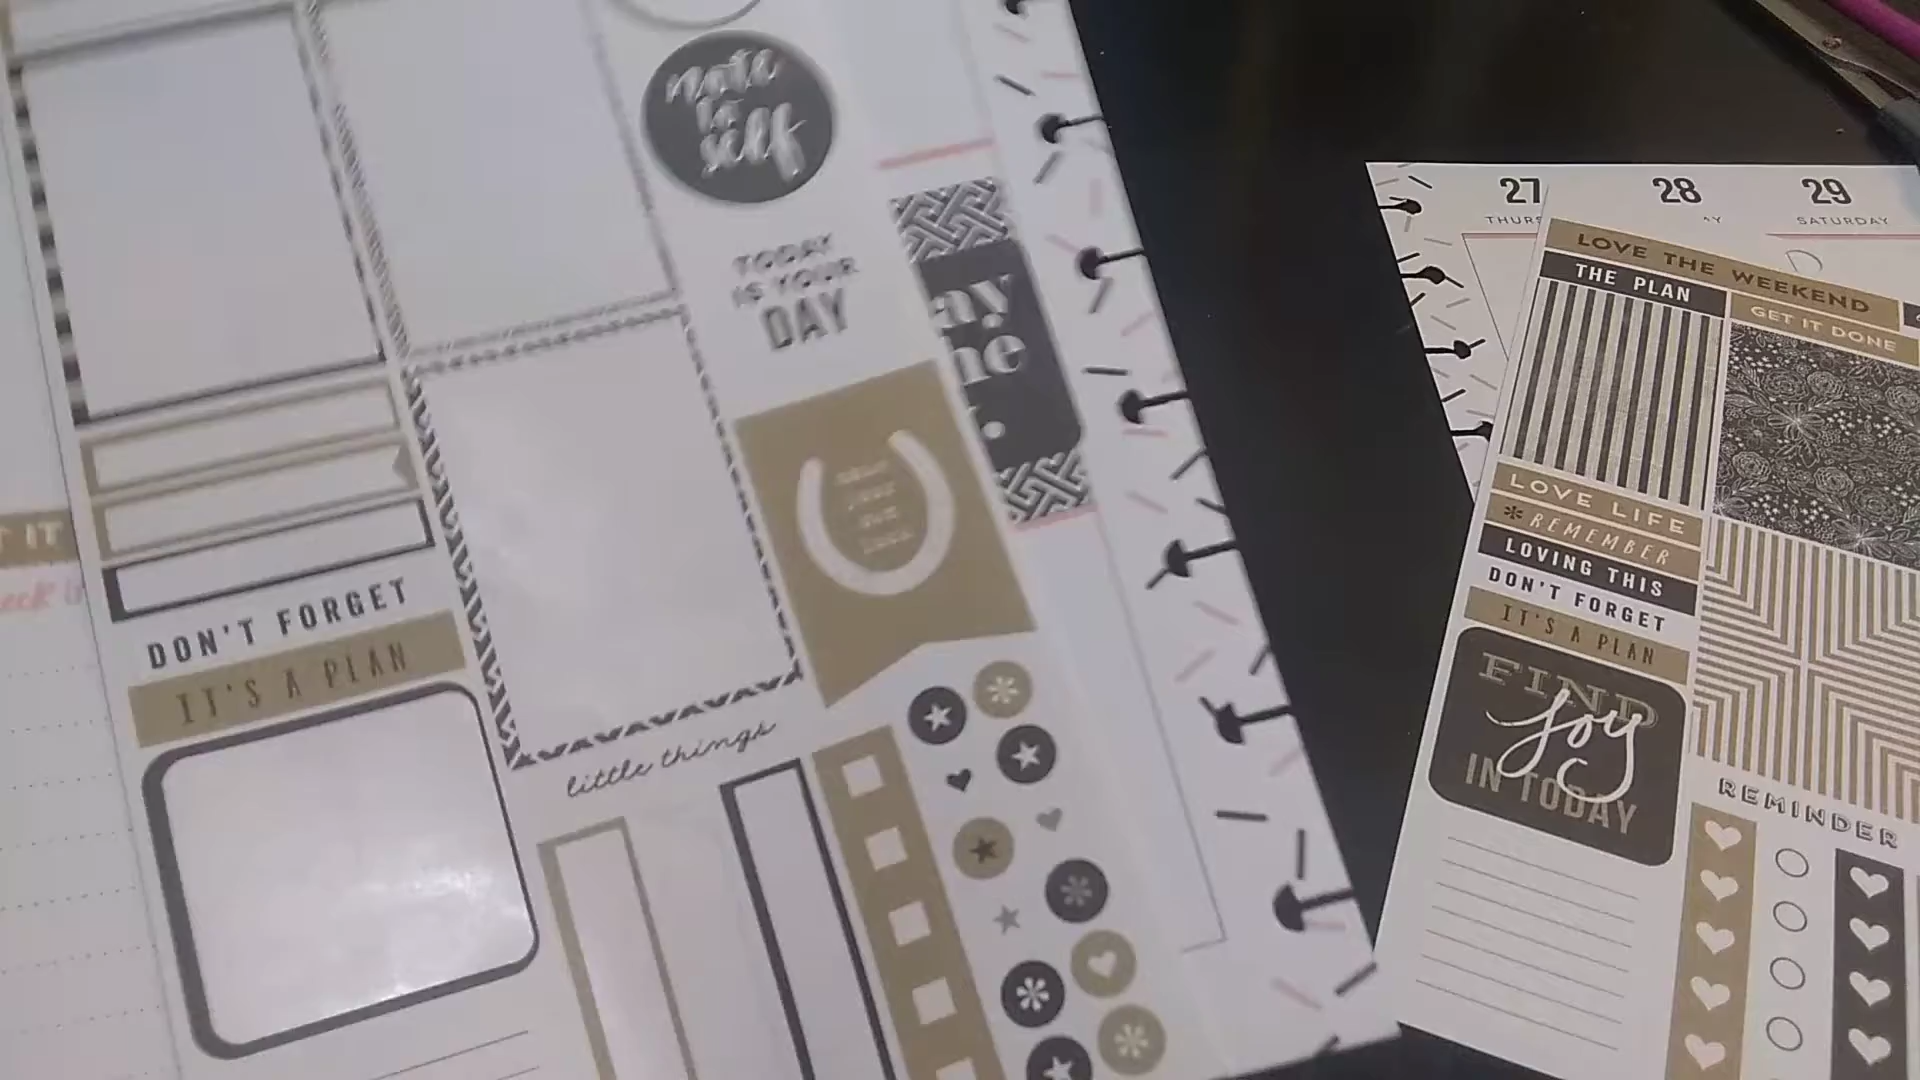 note
to
self
TODAY
IS YOUR
DAY
ay
he
DON'T FORGET
IT'S A PLAN
little things
27
28
29
SATURDAY
LOVE THE WEEKEND
THE PLAN
GET IT DONE
LOVE LIFE
* REMEMBER
LOVING THIS
DON'T FORGET
IT'S A PLAN
FIND
Joy
IN TODAY
REMINDER